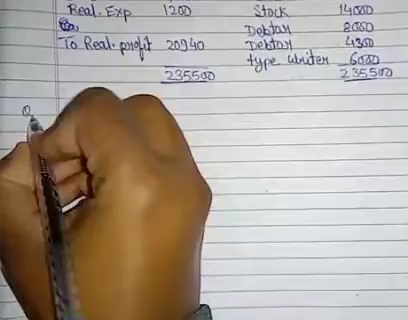 Real. Exp 1200 Stock 14000
Debtor 8000
To Real. profit 20940 Debtor 4300
type writer 6000
235500 235500